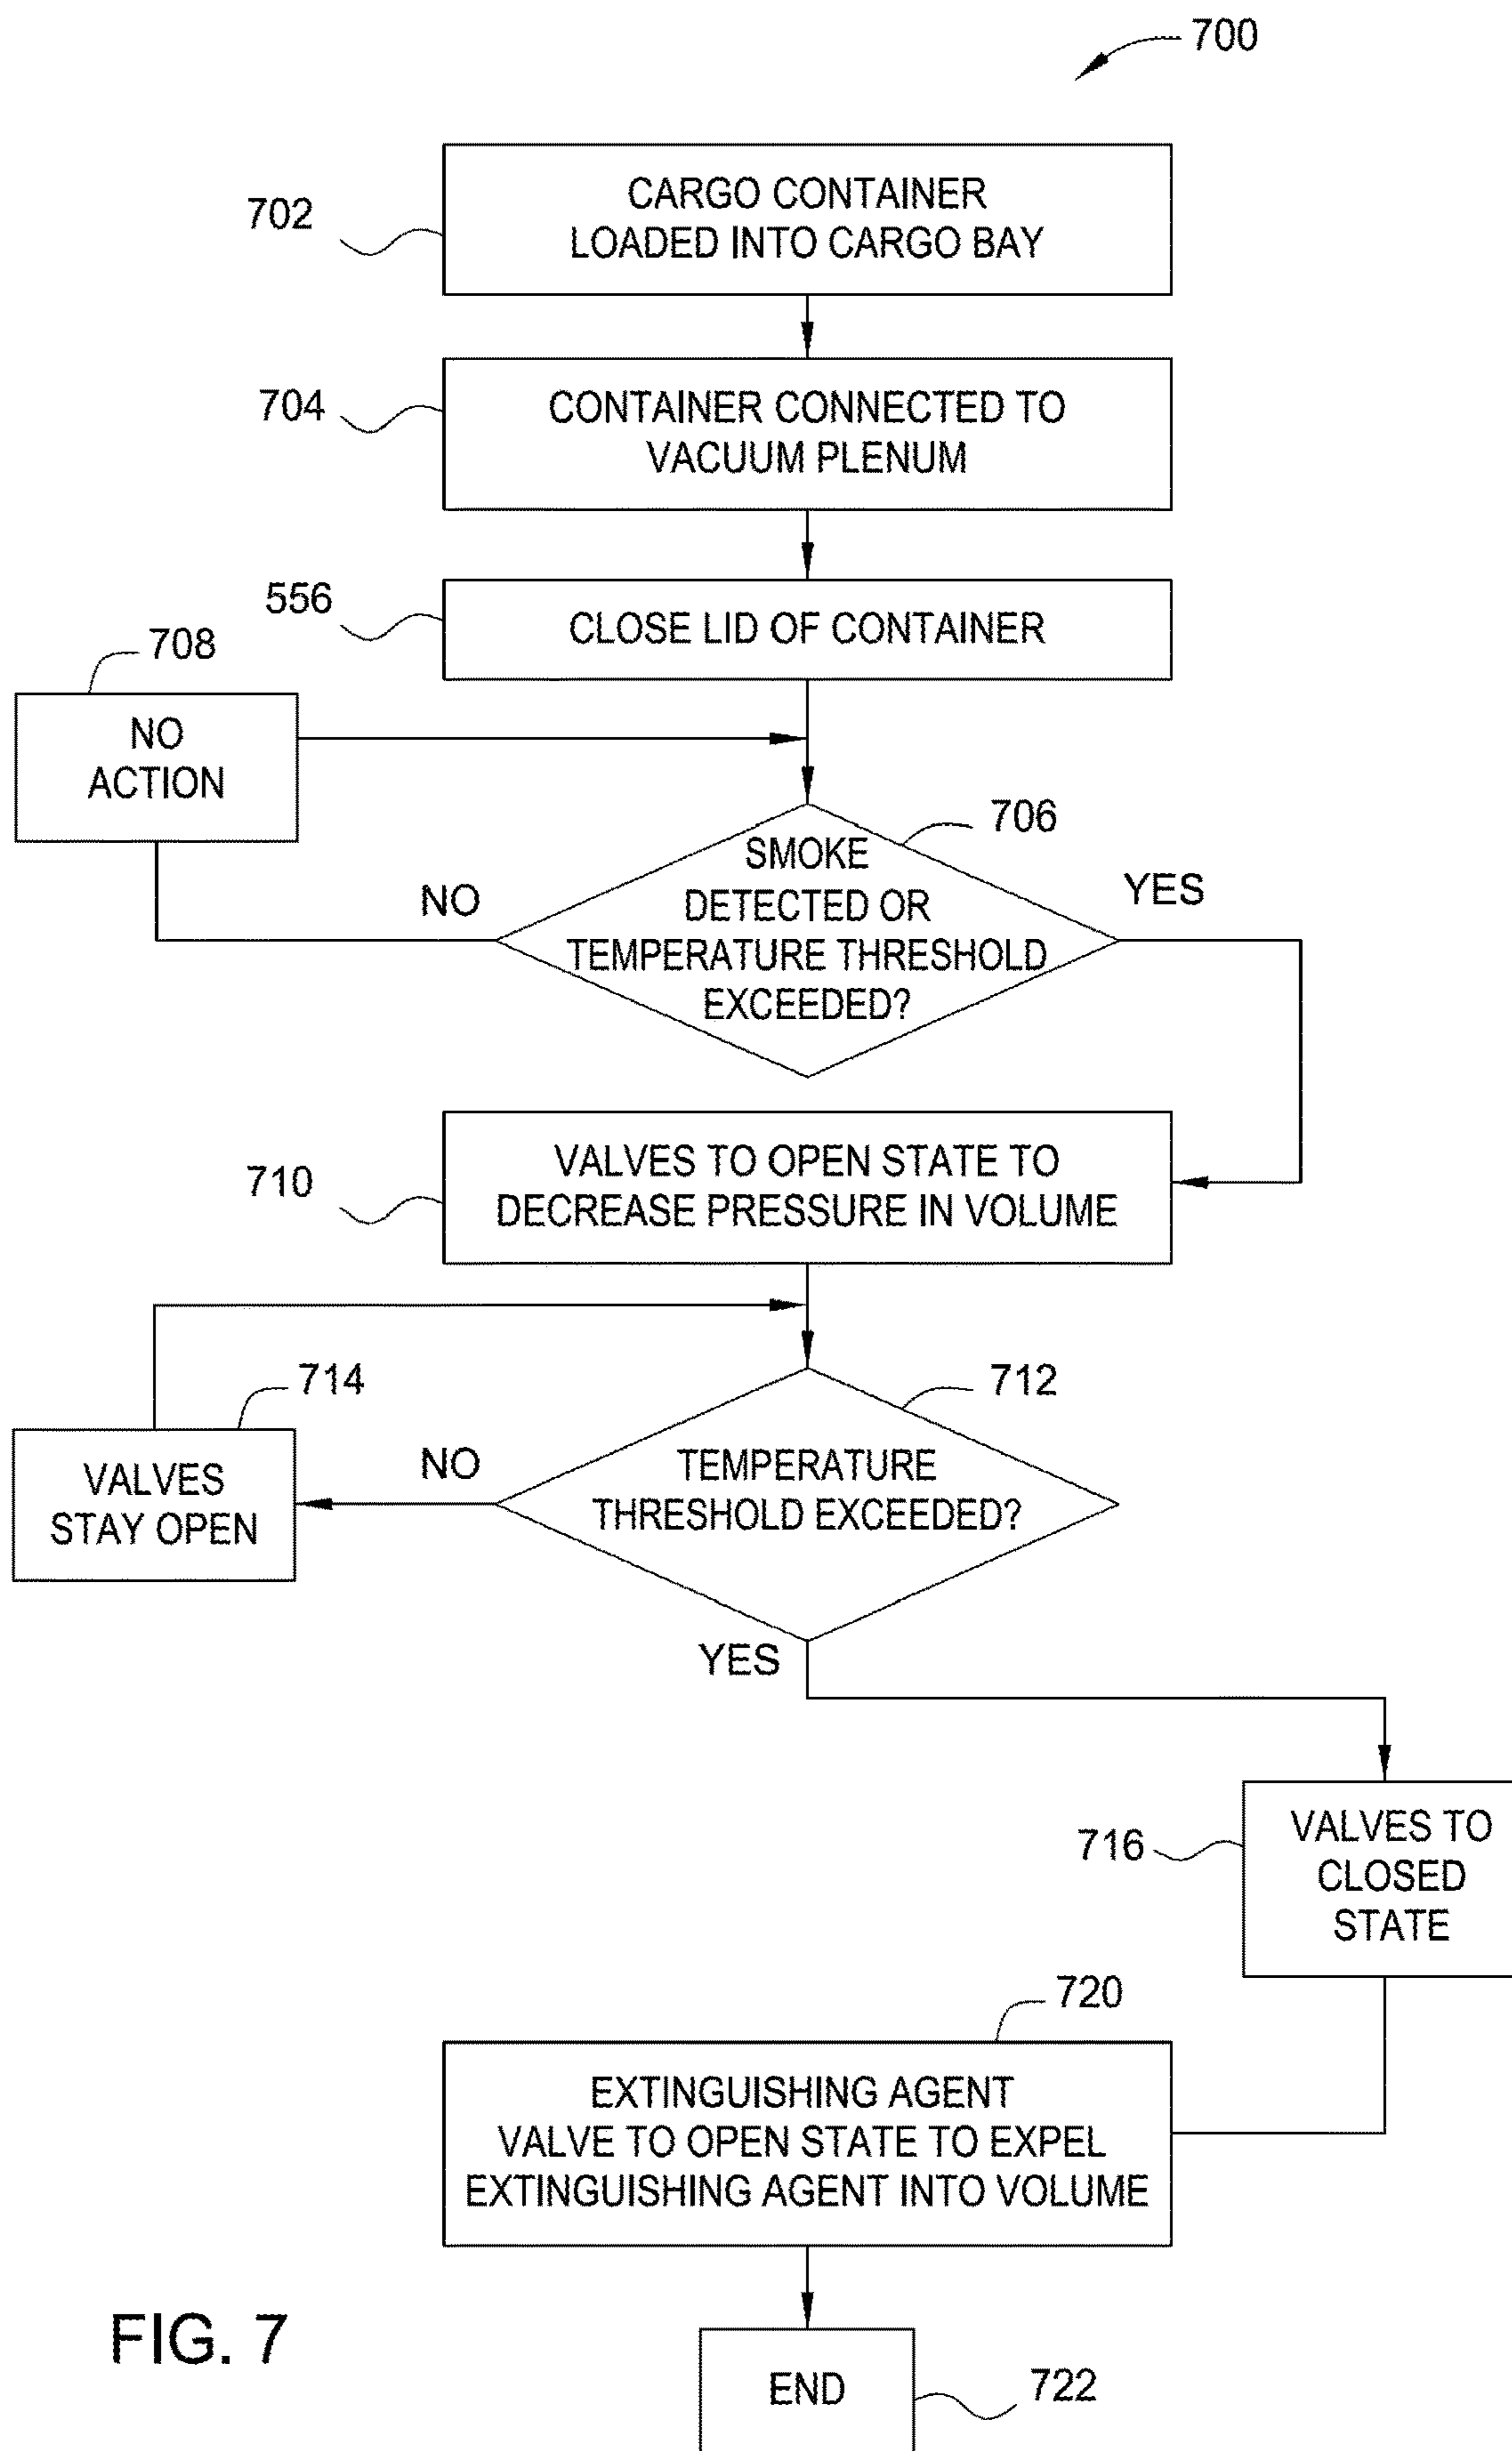 700
702
CARGO CONTAINER
LOADED INTO CARGO BAY
704
CONTAINER CONNECTED TO
VACUUM PLENUM
556
CLOSE LID OF CONTAINER
708
NO
ACTION
706
SMOKE
DETECTED OR
TEMPERATURE THRESHOLD
EXCEEDED?
NO
YES
710
VALVES TO OPEN STATE TO
DECREASE PRESSURE IN VOLUME
714
VALVES
STAY OPEN
NO
712
TEMPERATURE
THRESHOLD EXCEEDED?
YES
716
VALVES TO
CLOSED
STATE
720
EXTINGUISHING AGENT
VALVE TO OPEN STATE TO EXPEL
EXTINGUISHING AGENT INTO VOLUME
END
722
FIG. 7